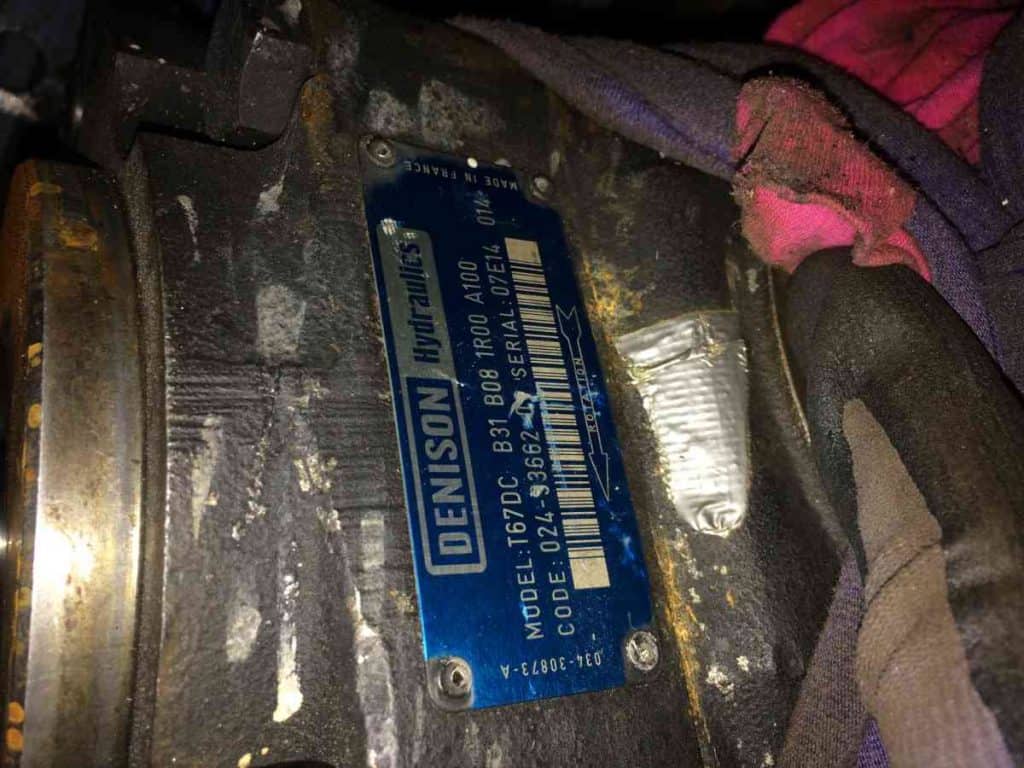 DENISON Hydraulics
MODEL: T67DC B31 B08 1R00 A100
CODE: 024-93662- SERIAL: 07E14 014
ROTATION
034-30873-A
MADE IN FRANCE